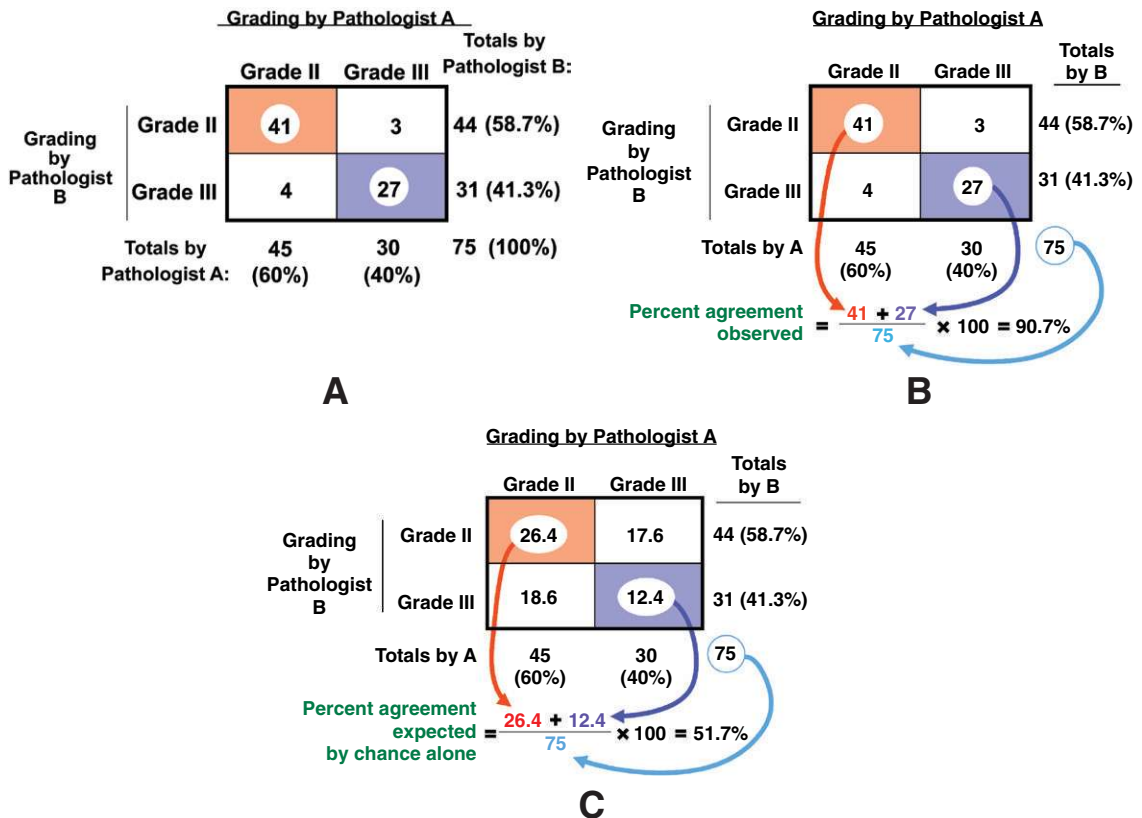 Grading by Pathologist A
Totals by
Pathologist B:
Grade II Grade III
Grading
by
Pathologist
B
Grade II 41 3 44 (58.7%)
Grade III 4 27 31 (41.3%)
Totals by
Pathologist A:
45 30 75 (100%)
(60%) (40%)
A
Grading by Pathologist A
Totals
by B
Grade II Grade III
Grading
by
Pathologist
B
Grade II 41 3 44 (58.7%)
Grade III 4 27 31 (41.3%)
Totals by A 45 30 75
(60%) (40%)
Percent agreement
observed
= 41 + 27
75
× 100 = 90.7%
B
Grading by Pathologist A
Totals
by B
Grade II Grade III
Grading
by
Pathologist
B
Grade II 26.4 17.6 44 (58.7%)
Grade III 18.6 12.4 31 (41.3%)
Totals by A 45 30 75
(60%) (40%)
Percent agreement
expected
by chance alone
= 26.4 + 12.4
75
× 100 = 51.7%
C